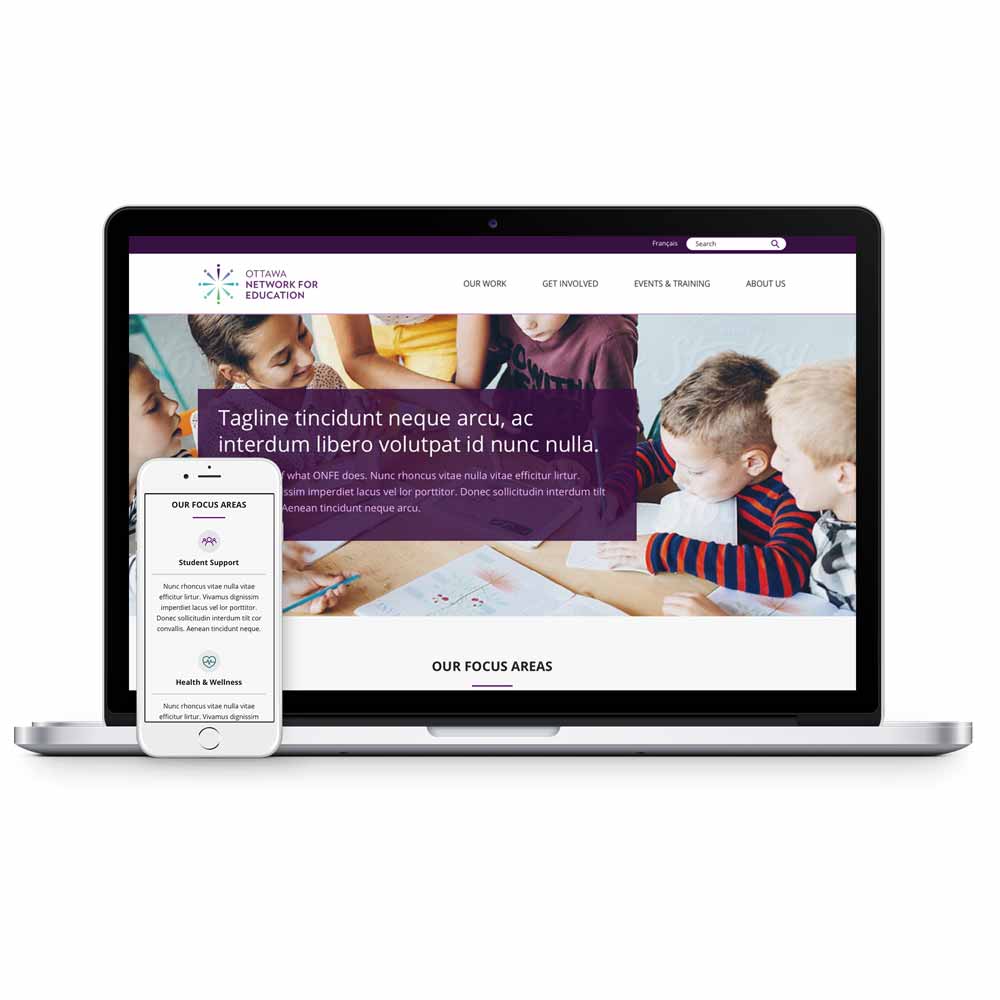 Français
Search
OTTAWA
NETWORK FOR
EDUCATION
OUR WORK
GET INVOLVED
EVENTS & TRAINING
ABOUT US
Tagline tincidunt neque arcu, ac
interdum libero volutpat id nunc nulla.
what ONFE does. Nunc rhoncus vitae nulla vitae efficitur lirtur.
imperdiet lacus vel lor porttitor. Donec sollicitudin interdum tilt
Aenean tincidunt neque arcu.
OUR FOCUS AREAS
OUR FOCUS AREAS
Student Support
Nunc rhoncus vitae nulla vitae
efficitur lirtur. Vivamus dignissim
imperdiet lacus vel lor porttitor.
Donec sollicitudin interdum tilt cor
convallis. Aenean tincidunt neque.
Health & Wellness
Nunc rhoncus vitae nulla vitae
efficitur lirtur. Vivamus dignissim